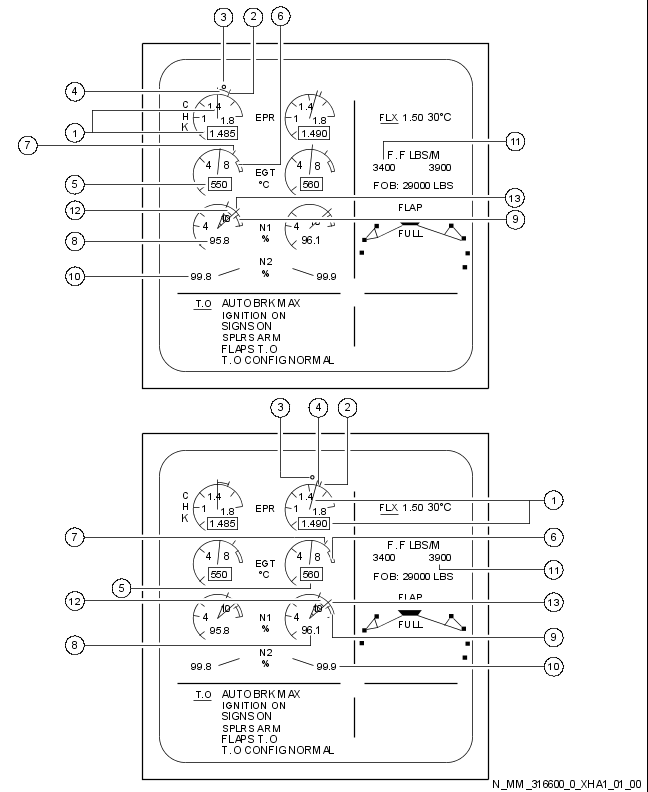 3 2 6
4
1
7
5
12
8
10
11
13
9
C
H
K
1 1.4 1.8
1.485
EPR
1 1.4 1.8
1.490
FLX 1.50 30°C
F.F LBS/M
3400 3900
FOB: 29000 LBS
4 8
550
EGT
°C
4 8
560
FLAP
FULL
4 10
95.8
N1
%
4 10
96.1
99.8
N2
%
99.9
T.O AUTO BRK MAX
IGNITION ON
SIGNS ON
SPLRS ARM
FLAPS T.O
T.O CONFIG NORMAL
3 4 2
7
5
12
8
1
6
11
13
9
10
C
H
K
1 1.4 1.8
1.485
EPR
1 1.4 1.8
1.490
FLX 1.50 30°C
F.F LBS/M
3400 3900
FOB: 29000 LBS
4 8
550
EGT
°C
4 8
560
FLAP
FULL
4 10
95.8
N1
%
4 10
96.1
99.8
N2
%
99.9
T.O AUTO BRK MAX
IGNITION ON
SIGNS ON
SPLRS ARM
FLAPS T.O
T.O CONFIG NORMAL
N_MM_316600_0_XHA1_01_00